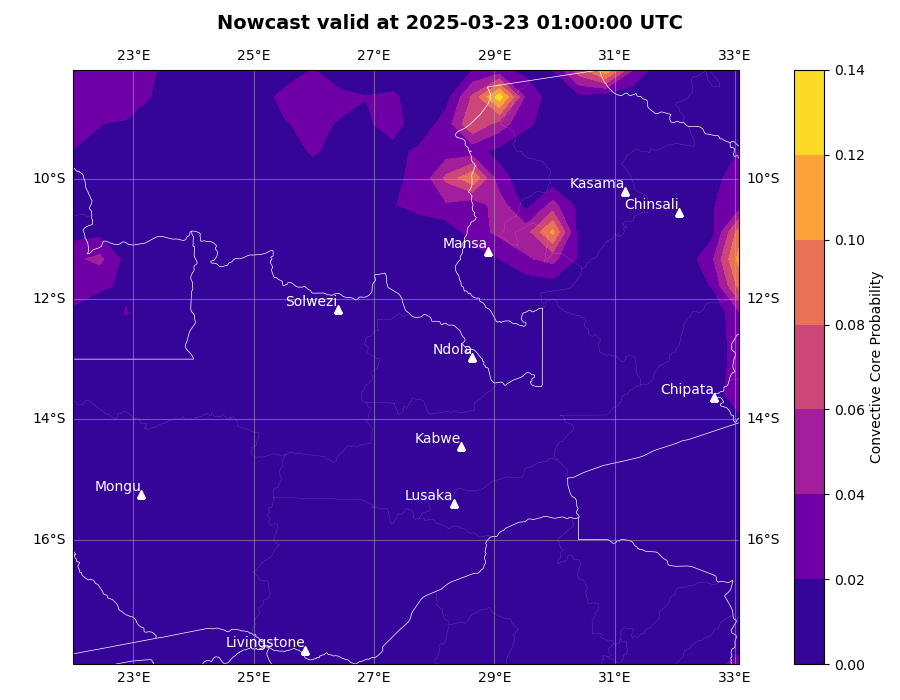 Nowcast valid at 2025-03-23 01:00:00 UTC
23°E 25°E 27°E 29°E 31°E 33°E
0.14
0.12
10°S Kasama 10°S
Chinsali
0.10
Mansa
12°S Solwezi 12°S
0.08
Ndola
Convective Core Probability
Chipata
0.06
14°S 14°S
Kabwe
Mongu
0.04
Lusaka
16°S 16°S
0.02
Livingstone
0.00
23°E 25°E 27°E 29°E 31°E 33°E